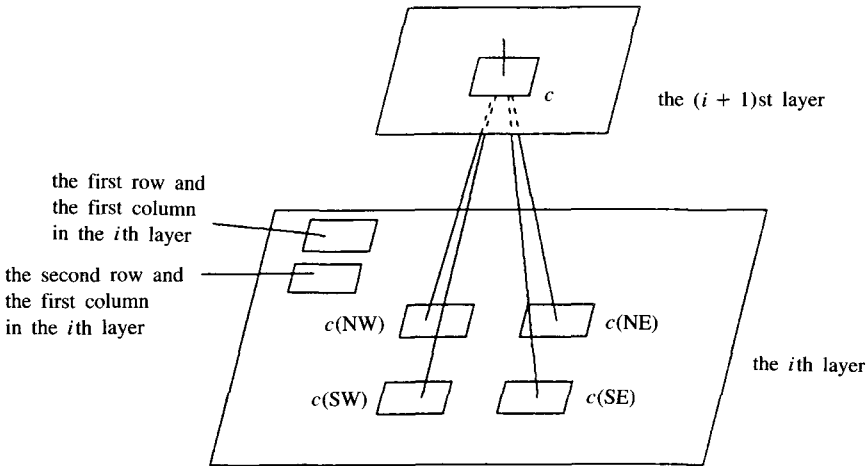 c
the (i + 1)st layer
the first row and
the first column
in the ith layer
the second row and
the first column
in the ith layer
c(NW)
c(NE)
the ith layer
c(SW)
c(SE)